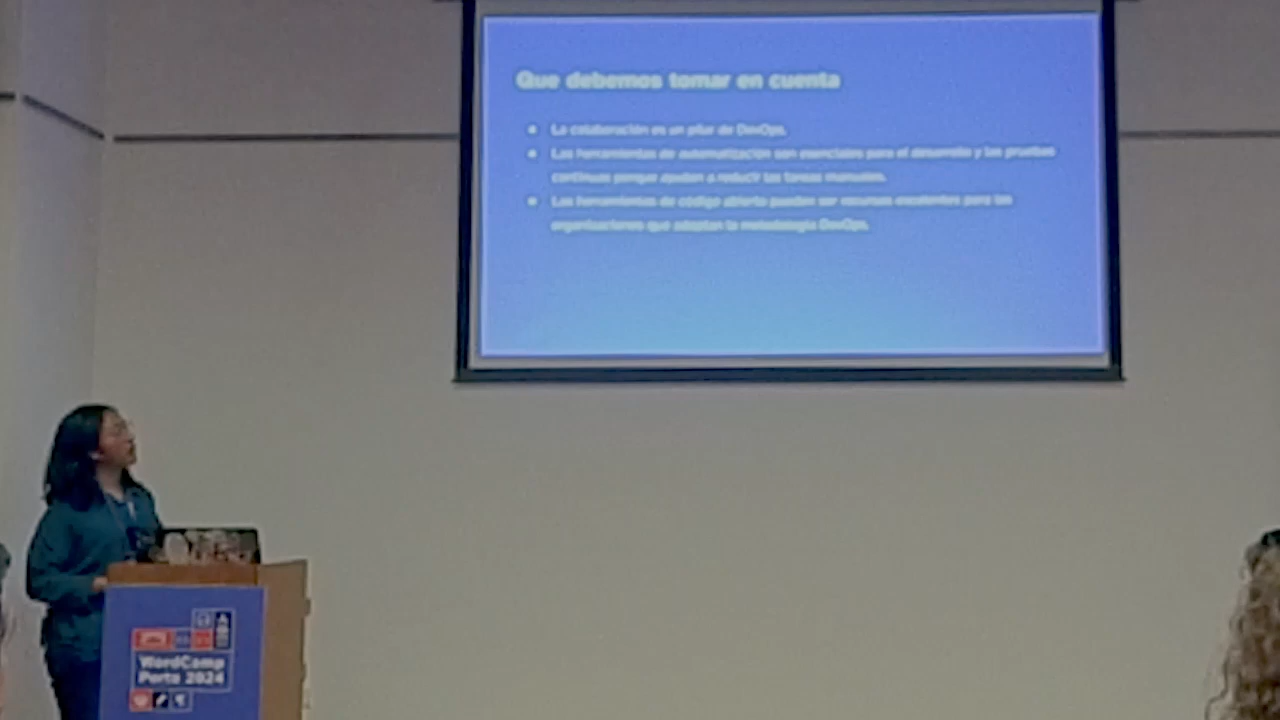 Que debemos tomar en cuenta
La colaboración es un pilar de DevOps.
Las herramientas de automatización son esenciales para el desarrollo y las pruebas
continuas porque ayudan a reducir las tareas manuales.
Las herramientas de código abierto pueden ser recursos excelentes para las
organizaciones que adoptan la metodología DevOps.
WordCamp
Porto 2024